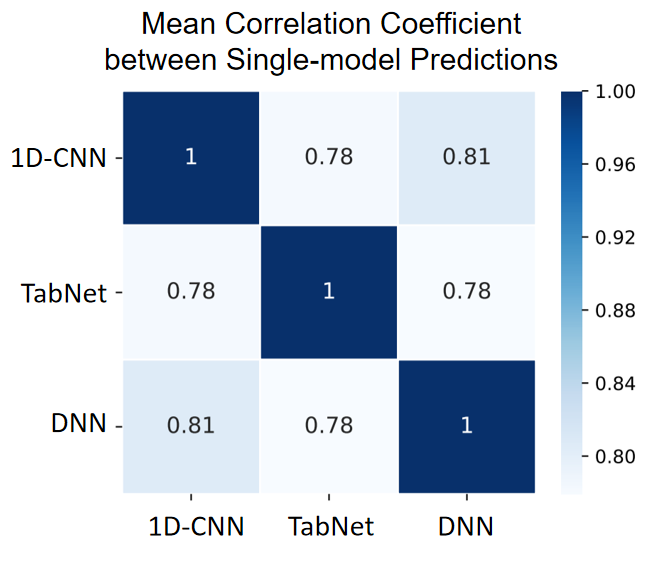 Mean Correlation Coefficient
between Single-model Predictions
1D-CNN
1
0.78
0.81
TabNet
0.78
1
0.78
DNN
0.81
0.78
1
1D-CNN
TabNet
DNN
1.00
0.96
0.92
0.88
0.84
0.80